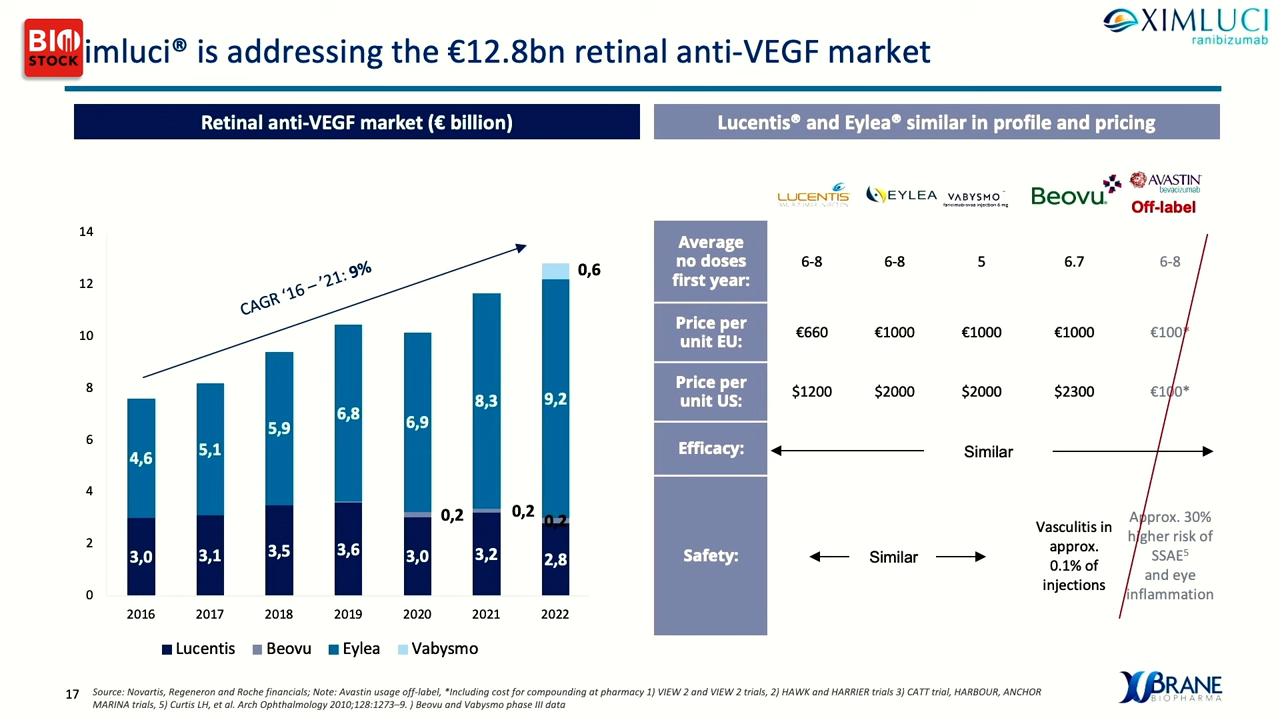 BIO
STOCK
imluci® is addressing the €12.8bn retinal anti-VEGF market
XIMLUCI
ranibizumab
Retinal anti-VEGF market (€ billion)
Lucentis® and Eylea® similar in profile and pricing
LUCENTIS
EYLEA
VABYSMO
Beovu
AVASTIN
bevacizumab
Off-label
14
12
10
8
6
4
2
0
CAGR ‘16 – ’21: 9%
4,6
5,1
5,9
6,8
6,9
8,3
9,2
0,6
0,2
0,2
0,2
3,0
3,1
3,5
3,6
3,0
3,2
2,8
2016
2017
2018
2019
2020
2021
2022
Lucentis
Beovu
Eylea
Vabysmo
Average
no doses
first year:
6-8
6-8
5
6.7
6-8
Price per
unit EU:
€660
€1000
€1000
€1000
€100*
Price per
unit US:
$1200
$2000
$2000
$2300
€100*
Efficacy:
Similar
Safety:
Similar
Vasculitis in
approx.
0.1% of
injections
Approx. 30%
higher risk of
SSAE5
and eye
inflammation
17
Source: Novartis, Regeneron and Roche financials; Note: Avastin usage off-label, *Including cost for compounding at pharmacy 1) VIEW 2 and VIEW 2 trials, 2) HAWK and HARRIER trials 3) CATT trial, HARBOUR, ANCHOR
MARINA trials, 5) Curtis LH, et al. Arch Ophthalmology 2010;128:1273–9. ) Beovu and Vabysmo phase III data
XBRANE
BIOPHARMA